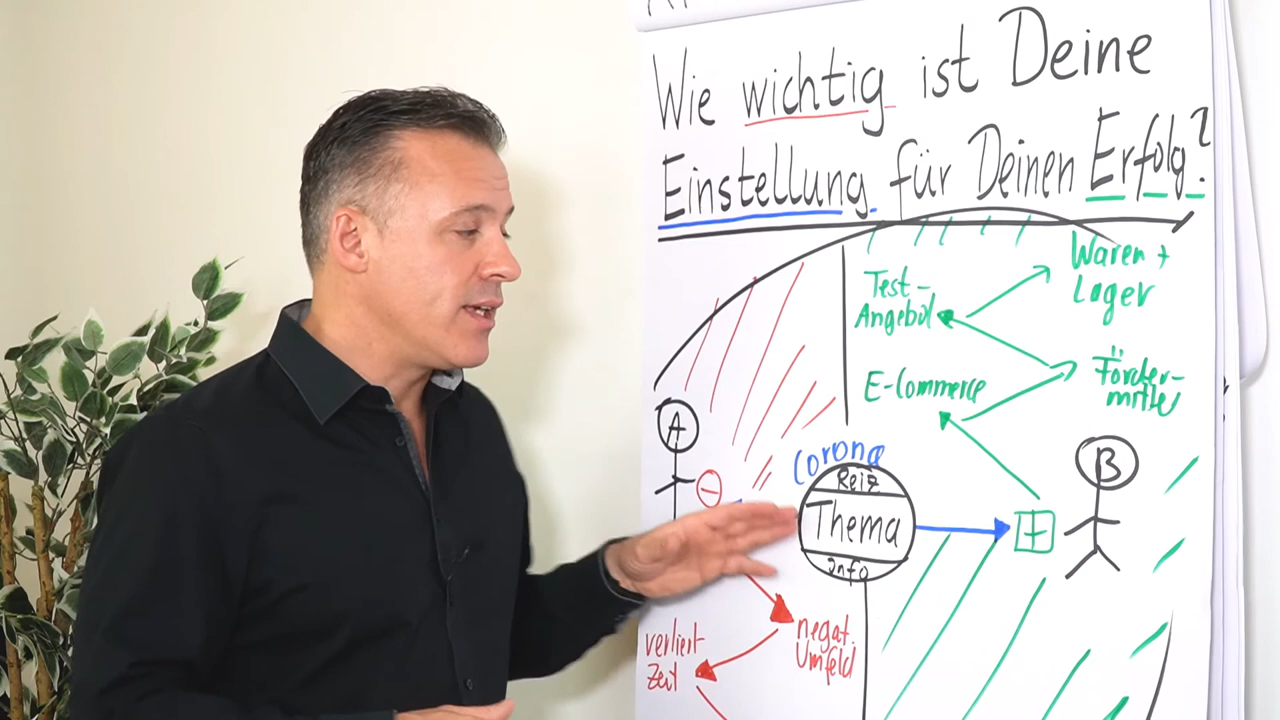 Wie wichtig ist Deine
Einstellung für Deinen Erfolg?
Waren +
Lager
Test-
Angebot
Förder-
mittel
E-Commerce
A
B
Corona
Reiz
Thema
Info
verliert
Zeit
negat.
Umfeld